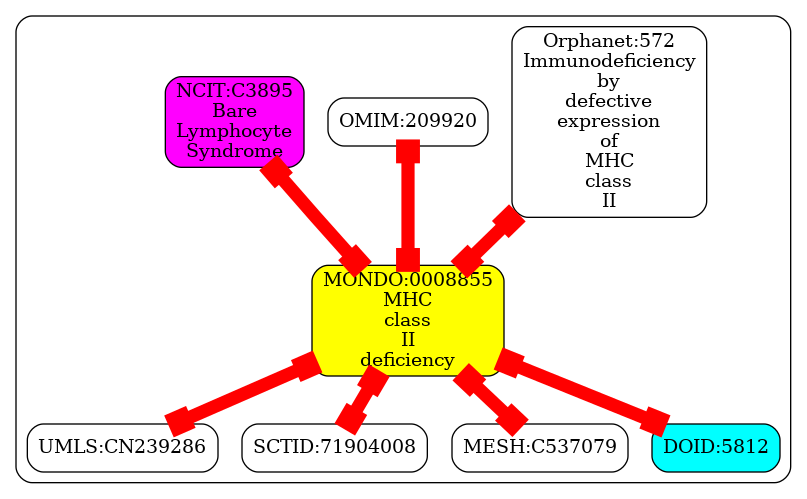 NCIT:C3895
Bare
Lymphocyte
Syndrome
OMIM:209920
Orphanet:572
Immunodeficiency
by
defective
expression
of
MHC
class
II
MONDO:0008855
MHC
class
II
deficiency
UMLS:CN239286
SCTID:71904008
MESH:C537079
DOID:5812